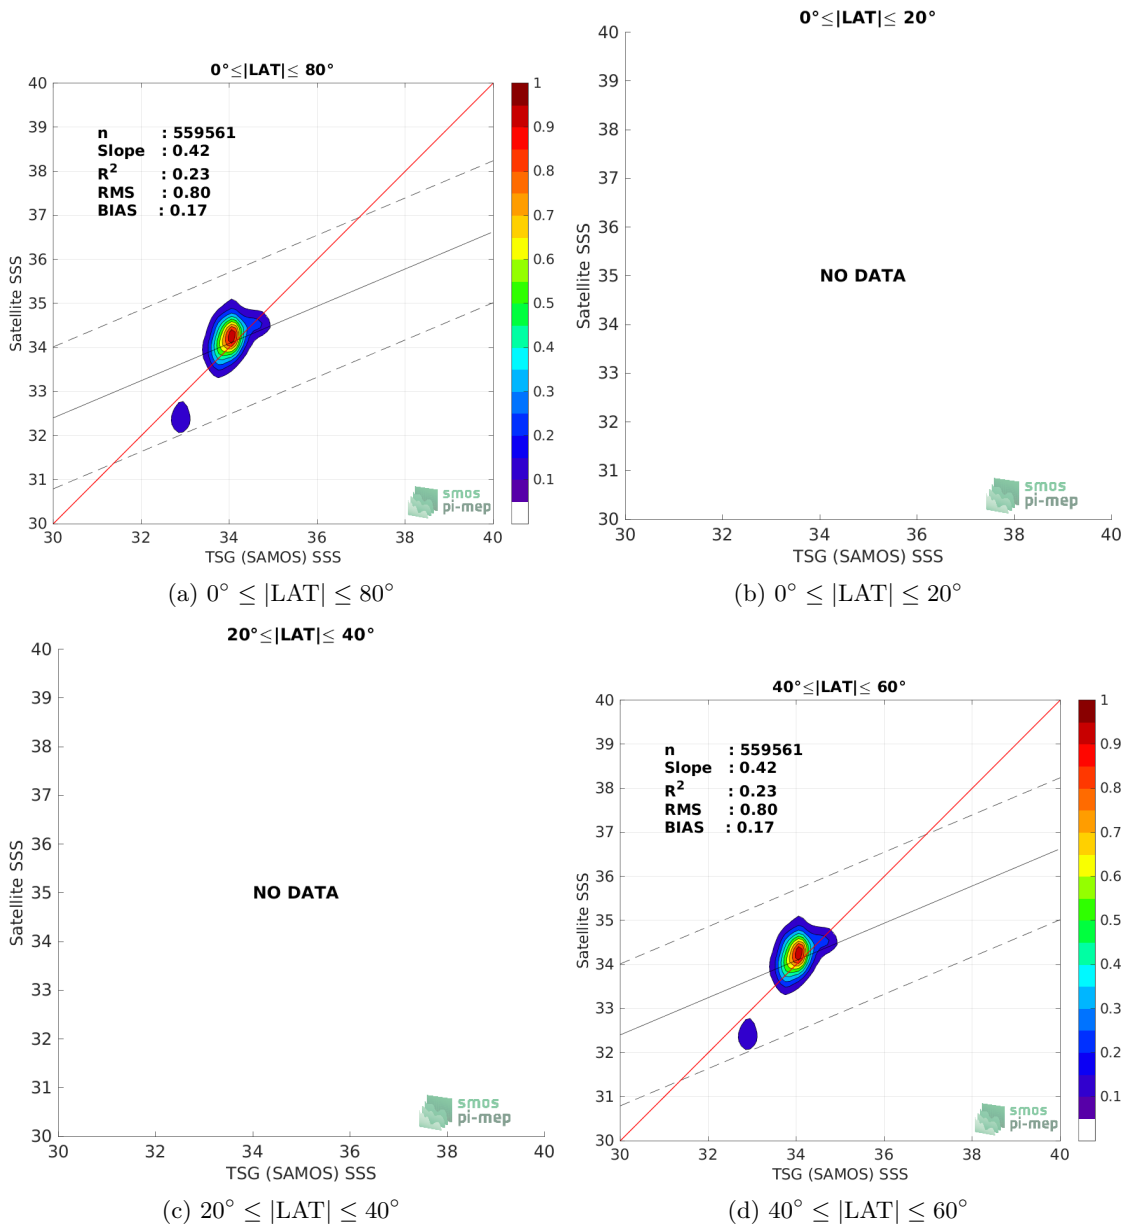 0°≤|LAT|≤ 80°
40
39
38
37
36
35
34
33
32
31
30
Satellite SSS
n : 559561
Slope : 0.42
R² : 0.23
RMS : 0.80
BIAS : 0.17
1
0.9
0.8
0.7
0.6
0.5
0.4
0.3
0.2
0.1
smos
pi-mep
30 32 34 36 38 40
TSG (SAMOS) SSS
(a) 0° ≤ |LAT| ≤ 80°
0°≤|LAT|≤ 20°
40
39
38
37
36
35
34
33
32
31
30
Satellite SSS
NO DATA
smos
pi-mep
30 32 34 36 38 40
TSG (SAMOS) SSS
(b) 0° ≤ |LAT| ≤ 20°
20°≤|LAT|≤ 40°
40
39
38
37
36
35
34
33
32
31
30
Satellite SSS
NO DATA
smos
pi-mep
30 32 34 36 38 40
TSG (SAMOS) SSS
(c) 20° ≤ |LAT| ≤ 40°
40°≤|LAT|≤ 60°
40
39
38
37
36
35
34
33
32
31
30
Satellite SSS
n : 559561
Slope : 0.42
R² : 0.23
RMS : 0.80
BIAS : 0.17
1
0.9
0.8
0.7
0.6
0.5
0.4
0.3
0.2
0.1
smos
pi-mep
30 32 34 36 38 40
TSG (SAMOS) SSS
(d) 40° ≤ |LAT| ≤ 60°